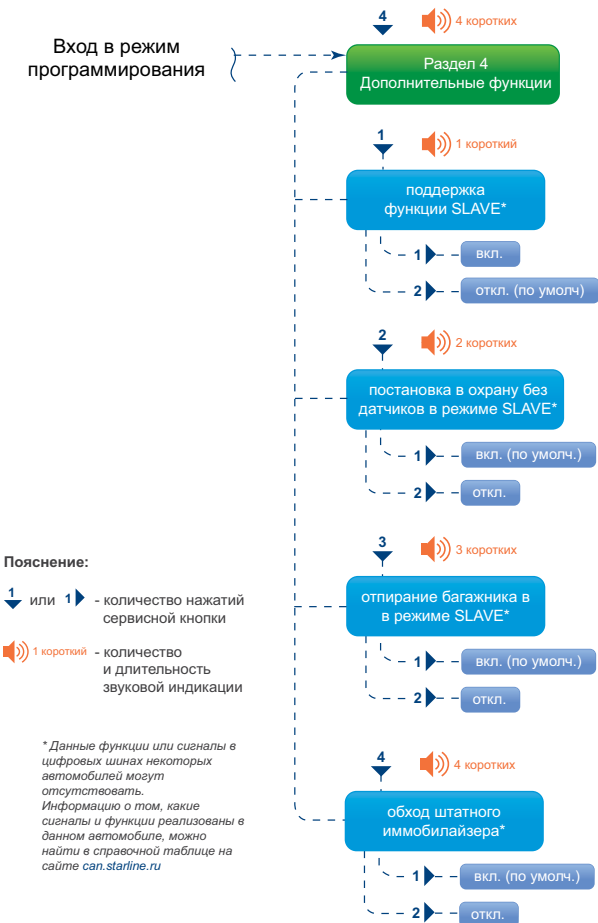 4
4 коротких
Вход в режим
программирования
Раздел 4
Дополнительные функции
1
1 короткий
поддержка
функции SLAVE*
1
вкл.
2
откл. (по умолч)
2
2 коротких
постановка в охрану без
датчиков в режиме SLAVE*
1
вкл. (по умолч.)
2
откл.
3
3 коротких
отпирание багажника в
в режиме SLAVE*
1
вкл. (по умолч.)
2
откл.
4
4 коротких
обход штатного
иммобилайзера*
1
вкл. (по умолч.)
2
откл.
Пояснение:
1 или 1 - количество нажатий
сервисной кнопки
1 короткий - количество
и длительность
звуковой индикации
* Данные функции или сигналы в
цифровых шинах некоторых
автомобилей могут
отсутствовать.
Информацию о том, какие
сигналы и функции реализованы в
данном автомобиле, можно
найти в справочной таблице на
сайте can.starline.ru